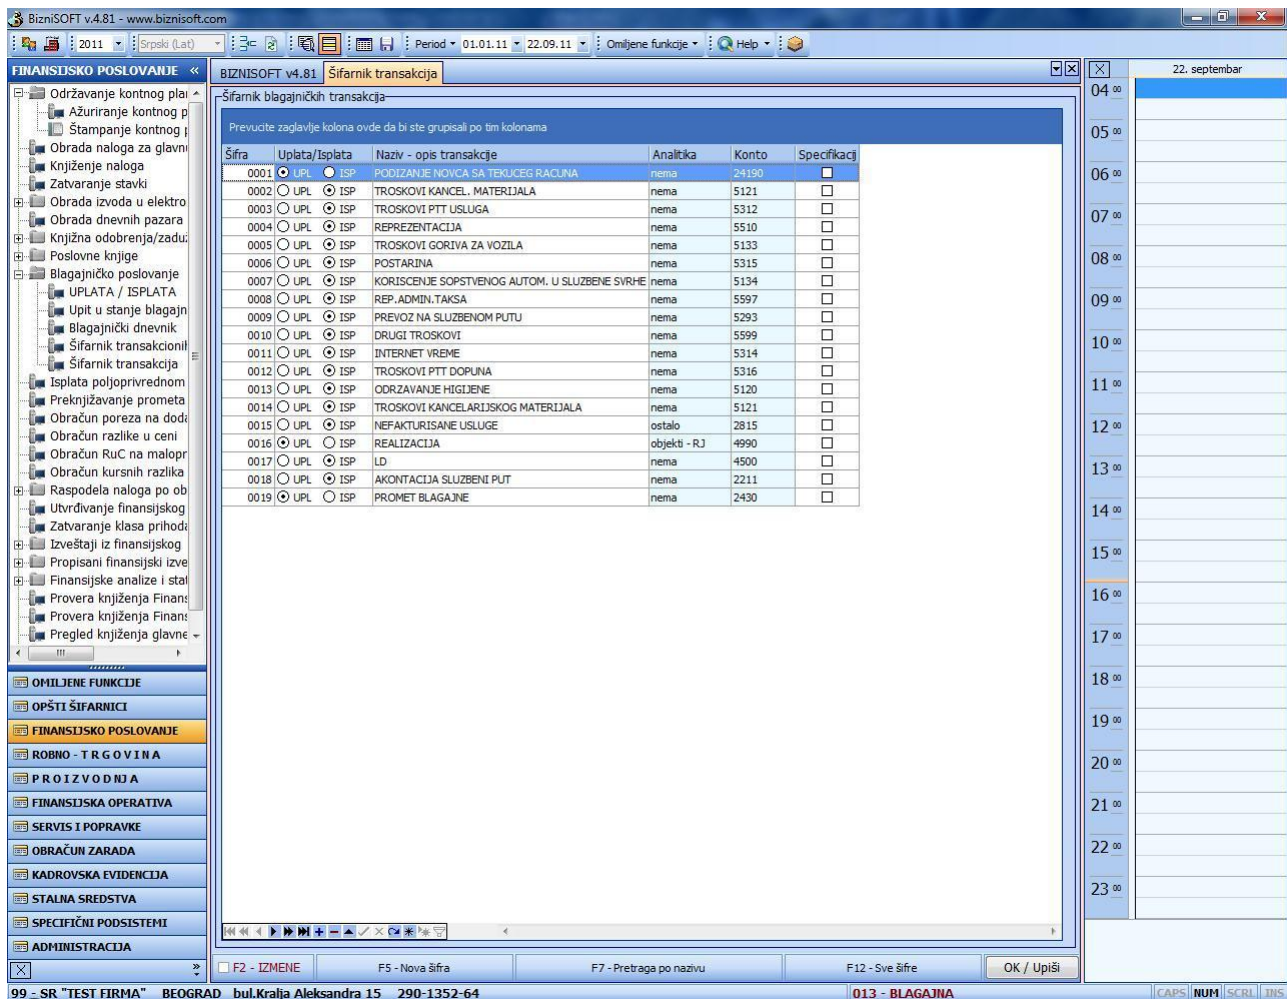 BizniSOFT v.4.81 - www.biznisoft.com
2011 Srpski (Lat) Period 01.01.11 22.09.11 Omiljene funkcije Help
FINANSIJSKO POSLOVANJE «
Održavanje kontnog plan
Ažuriranje kontnog p
Štampanje kontnog p
Obrada naloga za glavnu
Knjiženje naloga
Zatvaranje stavki
Obrada izvoda u elektro
Obrada dnevnih pazara
Knjižna odobrenja/zaduž
Poslovne knjige
Blagajničko poslovanje
UPLATA / ISPLATA
Upit u stanje blagajn
Blagajnički dnevnik
Šifarnik transakcionih
Šifarnik transakcija
Isplata poljoprivrednom
Preknjižavanje prometa
Obračun poreza na doda
Obračun razlike u ceni
Obračun RuC na malopr
Obračun kursnih razlika
Raspodela naloga po ob
Utvrđivanje finansijskog
Zatvaranje klasa prihoda
Izveštaji iz finansijskog
Propisani finansijski izve
Finansijske analize i stat
Provera knjiženja Finans
Provera knjiženja Finans
Pregled knjiženja glavne
OMILJENE FUNKCIJE
OPŠTI ŠIFARNICI
FINANSIJSKO POSLOVANJE
ROBNO - T R G O V I N A
P R O I Z V O D NJ A
FINANSIJSKA OPERATIVA
SERVIS I POPRAVKE
OBRAČUN ZARADA
KADROVSKA EVIDENCIJA
STALNA SREDSTVA
SPECIFIČNI PODSISTEMI
ADMINISTRACIJA
BIZNISOFT v4.81 Šifarnik transakcija
Šifarnik blagajničkih transakcija
Prevucite zaglavlje kolona ovde da bi ste grupisali po tim kolonama
Šifra Uplata/Isplata Naziv - opis transakcije Analitika Konto Specifikacij
0001 UPL ISP PODIZANJE NOVCA SA TEKUCEG RACUNA nema 24190
0002 UPL ISP TROSKOVI KANCEL. MATERIJALA nema 5121
0003 UPL ISP TROSKOVI PTT USLUGA nema 5312
0004 UPL ISP REPREZENTACIJA nema 5510
0005 UPL ISP TROSKOVI GORIVA ZA VOZILA nema 5133
0006 UPL ISP POSTARINA nema 5315
0007 UPL ISP KORISCENJE SOPSTVENOG AUTOM. U SLUZBENE SVRHE nema 5134
0008 UPL ISP REP.ADMIN.TAKSA nema 5597
0009 UPL ISP PREVOZ NA SLUZBENOM PUTU nema 5293
0010 UPL ISP DRUGI TROSKOVI nema 5599
0011 UPL ISP INTERNET VREME nema 5314
0012 UPL ISP TROSKOVI PTT DOPUNA nema 5316
0013 UPL ISP ODRZAVANJE HIGIJENE nema 5120
0014 UPL ISP TROSKOVI KANCELARIJSKOG MATERIJALA nema 5121
0015 UPL ISP NEFAKTURISANE USLUGE ostalo 2815
0016 UPL ISP REALIZACIJA objekti - RJ 4990
0017 UPL ISP LD nema 4500
0018 UPL ISP AKONTACIJA SLUZBENI PUT nema 2211
0019 UPL ISP PROMET BLAGAJNE nema 2430
F2 - IZMENE F5 - Nova šifra F7 - Pretraga po nazivu F12 - Sve šifre OK / Upiši
22. septembar
04 00
05 00
06 00
07 00
08 00
09 00
10 00
11 00
12 00
13 00
14 00
15 00
16 00
17 00
18 00
19 00
20 00
21 00
22 00
23 00
99 - SR "TEST FIRMA" BEOGRAD bul.Kralja Aleksandra 15 290-1352-64 013 - BLAGAJNA CAPS NUM SCRL INS